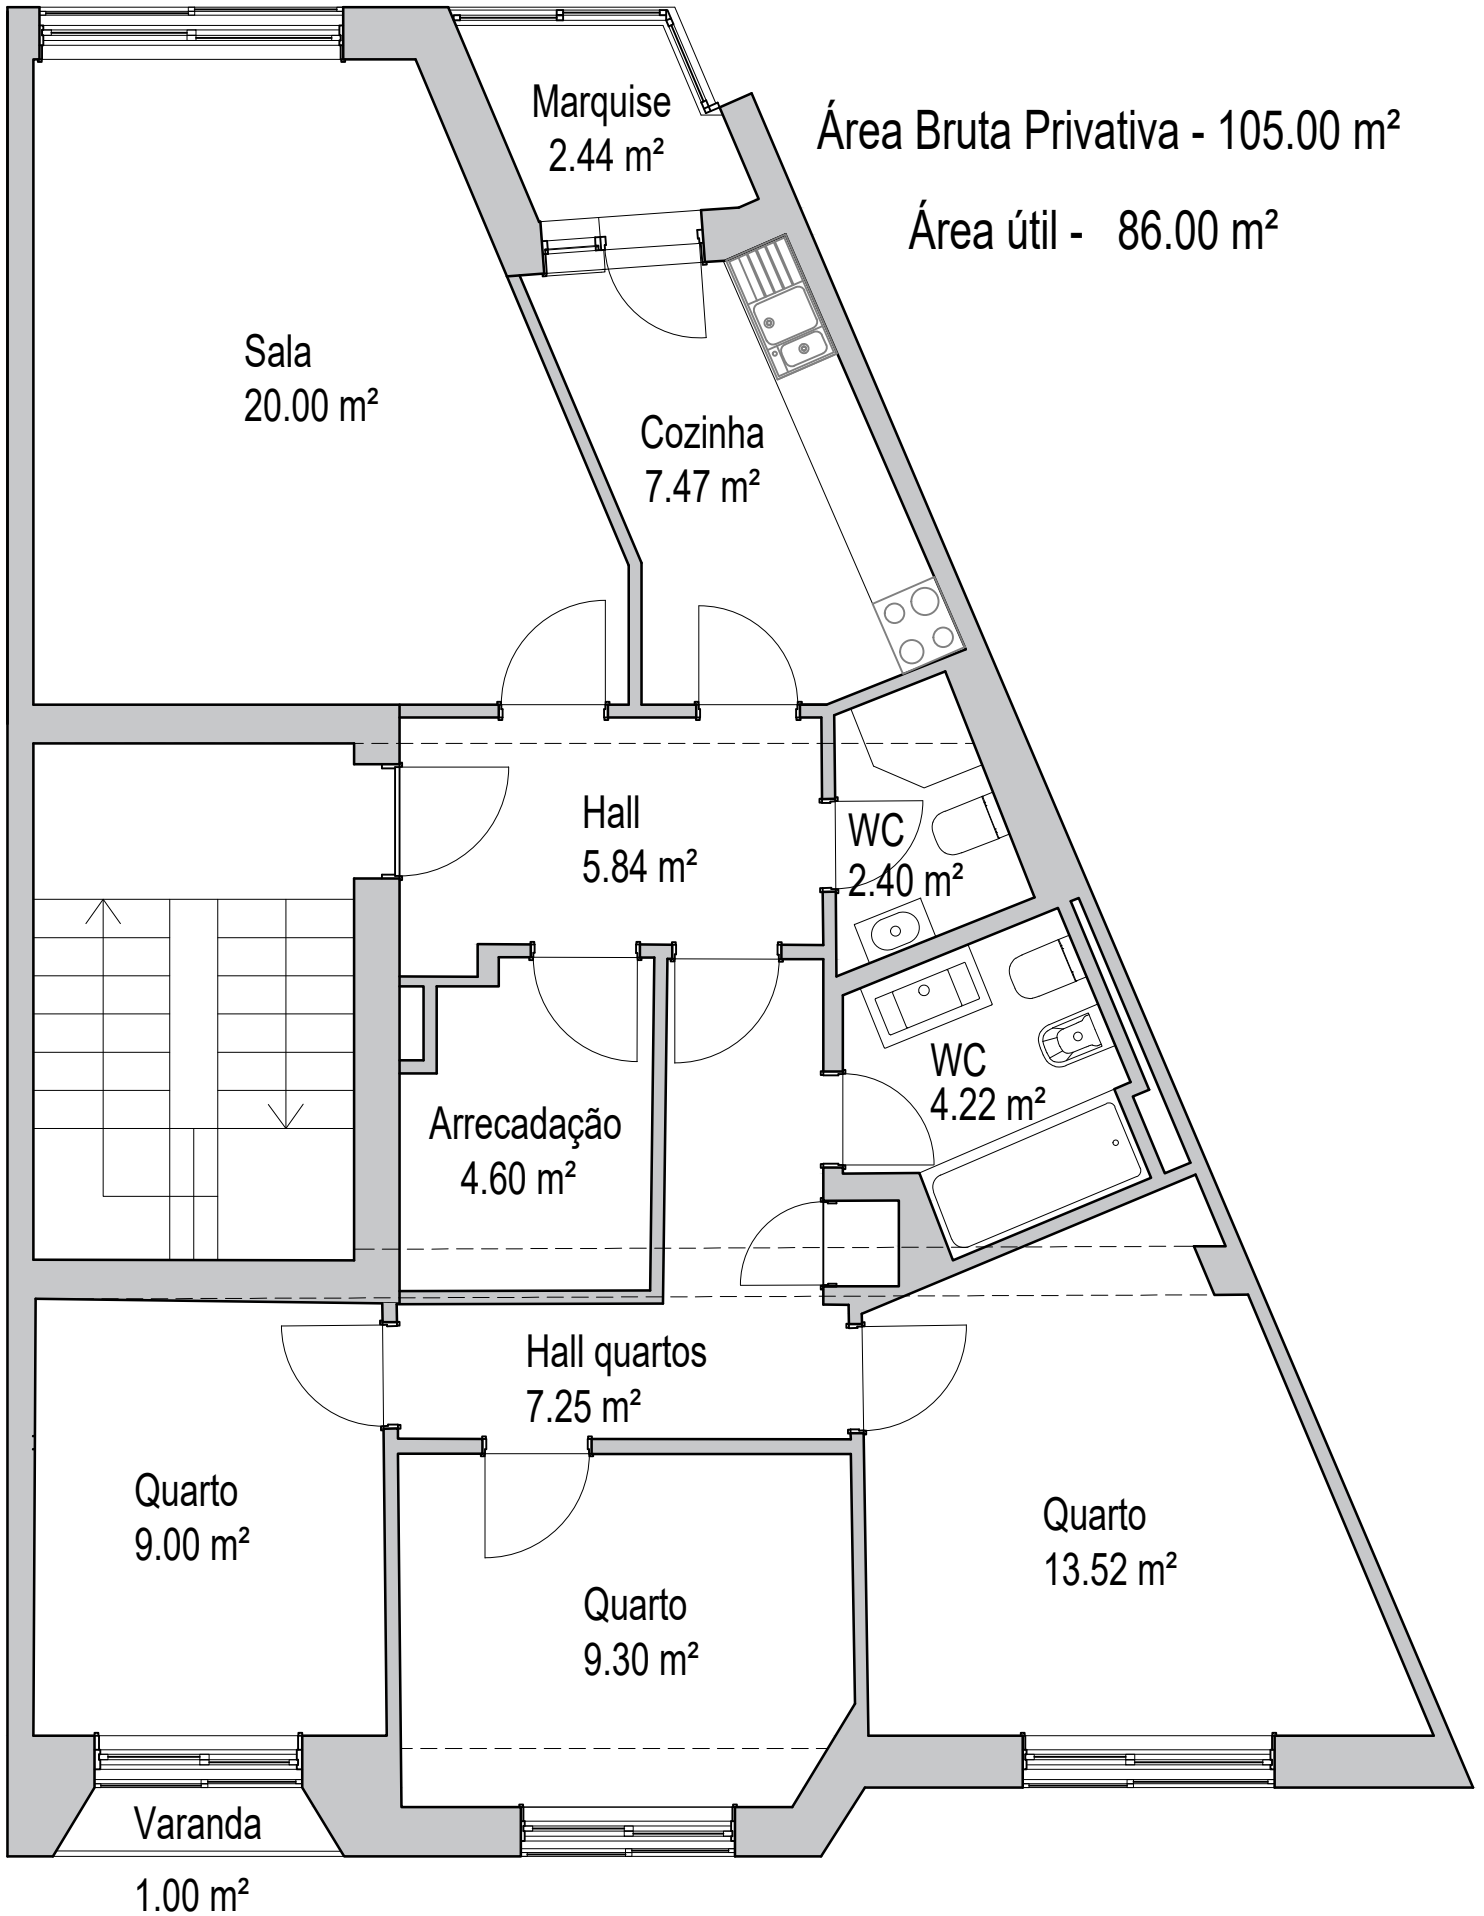 Marquise
2.44 m²
Área Bruta Privativa - 105.00 m²
Área útil - 86.00 m²
Sala
20.00 m²
Cozinha
7.47 m²
Hall
5.84 m²
WC
2.40 m²
WC
4.22 m²
Arrecadação
4.60 m²
Hall quartos
7.25 m²
Quarto
9.00 m²
Quarto
13.52 m²
Quarto
9.30 m²
Varanda
1.00 m²